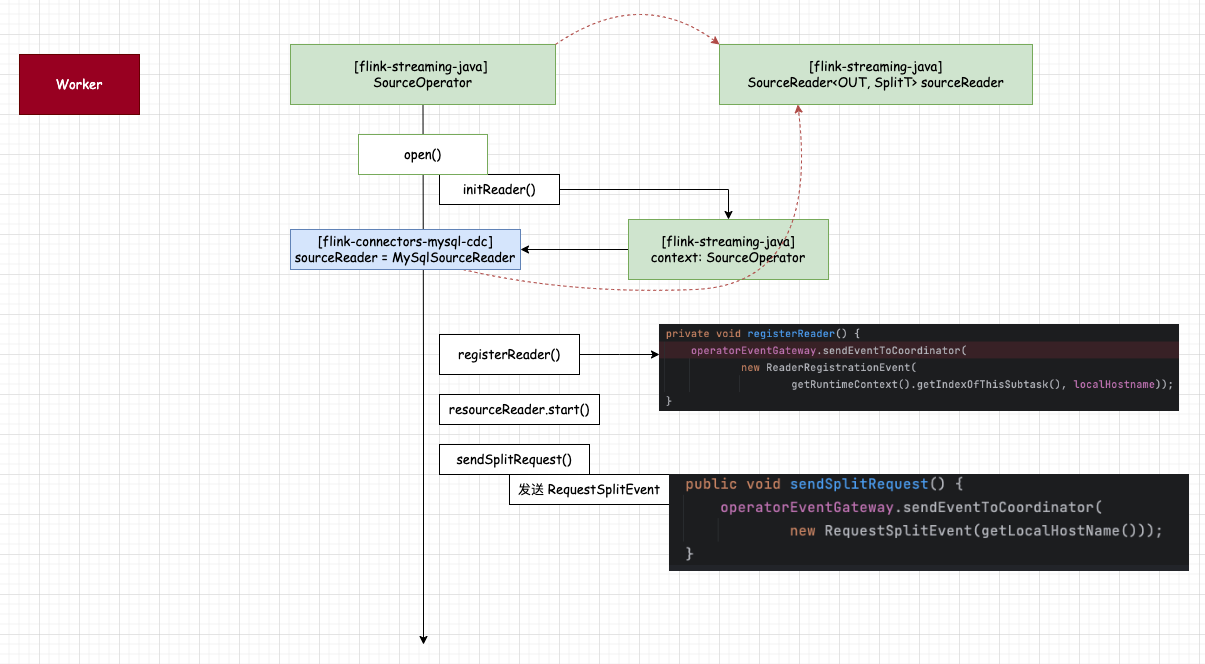 Worker
[flink-streaming-java]
SourceOperator
[flink-streaming-java]
SourceReader<OUT, SplitT> sourceReader
open()
initReader()
[flink-connectors-mysql-cdc]
sourceReader = MySqlSourceReader
[flink-streaming-java]
context: SourceOperator
registerReader()
private void registerReader() {
operatorEventGateway.sendEventToCoordinator(
new ReaderRegistrationEvent(
getRuntimeContext().getIndexOfThisSubtask(), localHostname));
}
resourceReader.start()
sendSplitRequest()
发送 RequestSplitEvent
public void sendSplitRequest() {
operatorEventGateway.sendEventToCoordinator(
new RequestSplitEvent(getLocalHostName()));
}